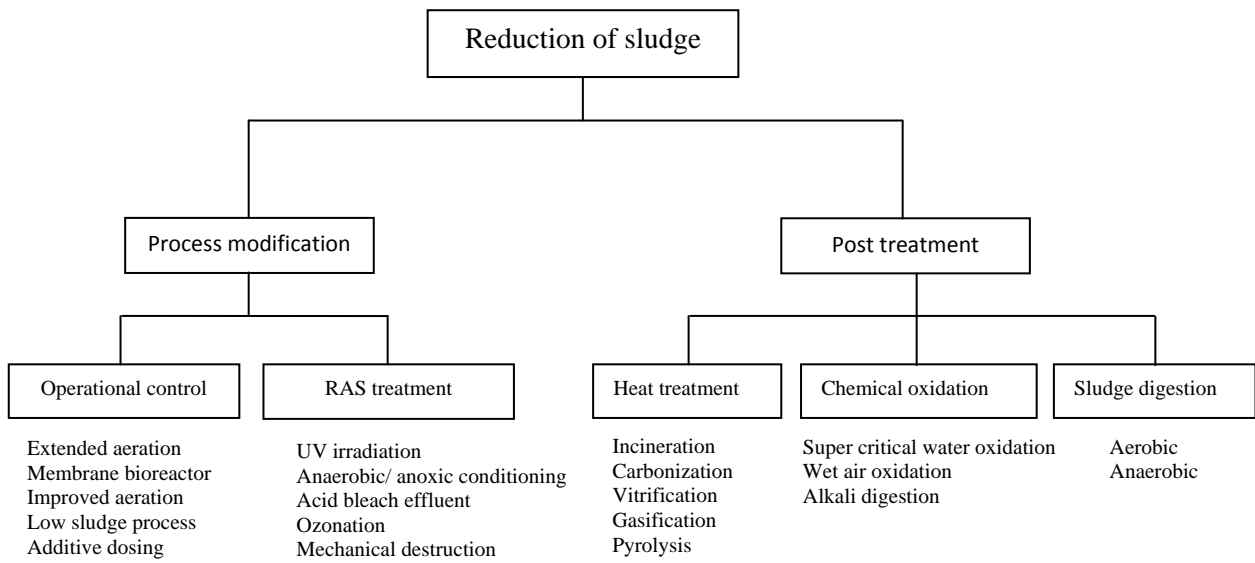 Reduction of sludge
Process modification
Post treatment
Operational control
RAS treatment
Heat treatment
Chemical oxidation
Sludge digestion
Extended aeration
Membrane bioreactor
Improved aeration
Low sludge process
Additive dosing
UV irradiation
Anaerobic/ anoxic conditioning
Acid bleach effluent
Ozonation
Mechanical destruction
Incineration
Carbonization
Vitrification
Gasification
Pyrolysis
Super critical water oxidation
Wet air oxidation
Alkali digestion
Aerobic
Anaerobic